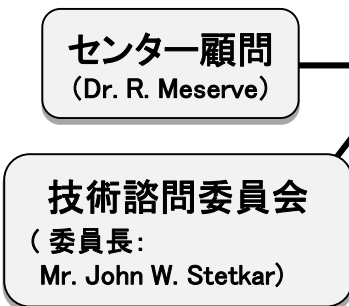 センター顧問
(Dr. R. Meserve)
技術諮問委員会
( 委員長:
Mr. John W. Stetkar)